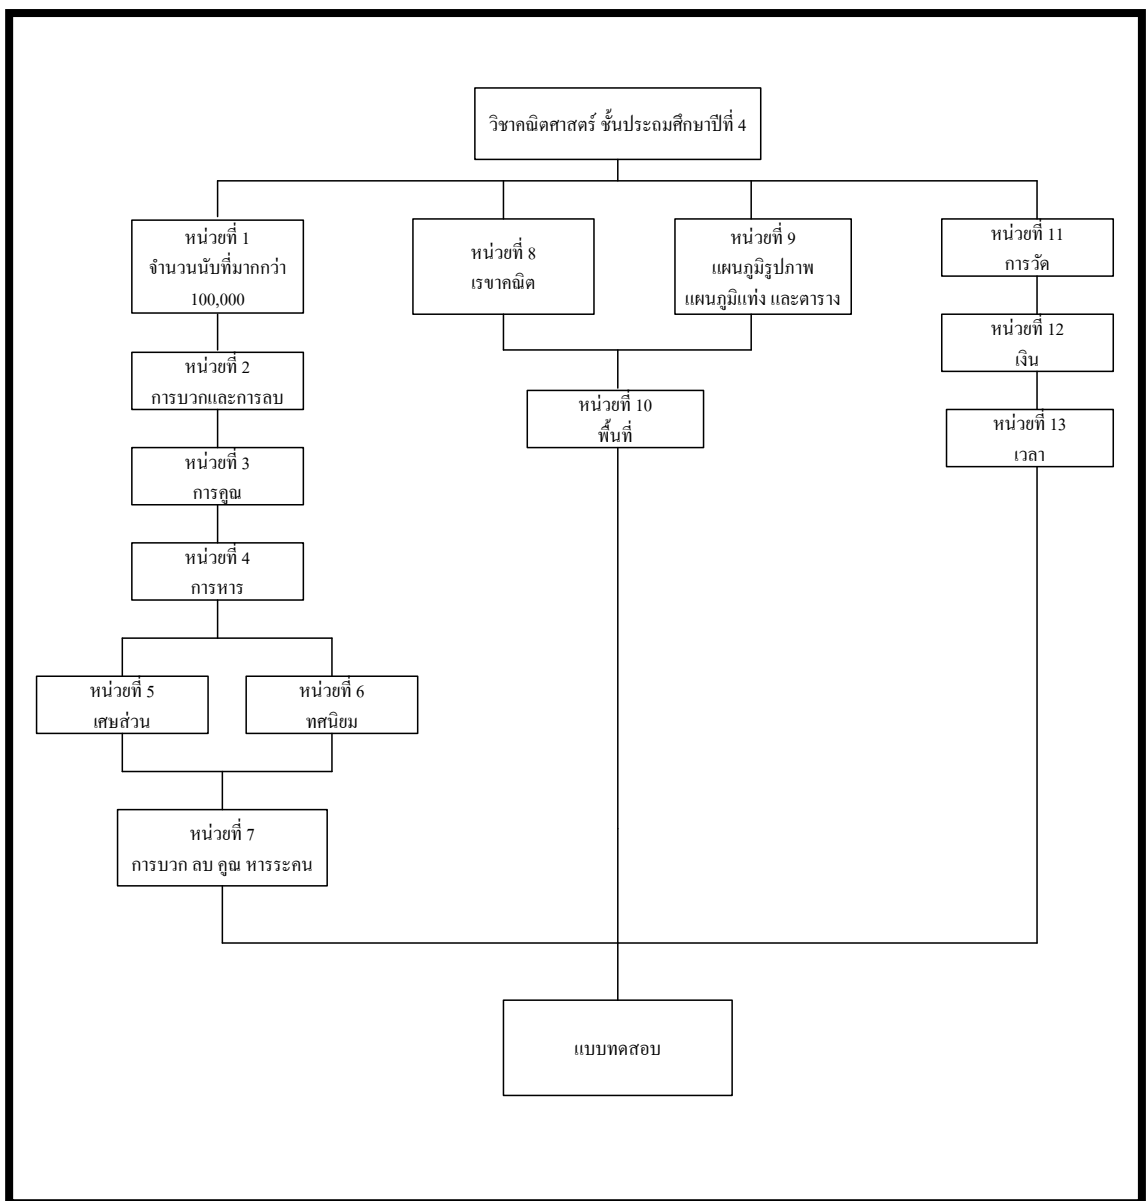 วิชาคณิตศาสตร์ ชั้นประถมศึกษาปีที่ 4
หน่วยที่ 1
จำนวนนับที่มากกว่า
100,000
หน่วยที่ 8
เรขาคณิต
หน่วยที่ 9
แผนภูมิรูปภาพ
แผนภูมิแท่ง และตาราง
หน่วยที่ 11
การวัด
หน่วยที่ 2
การบวกและการลบ
หน่วยที่ 12
เงิน
หน่วยที่ 10
พื้นที่
หน่วยที่ 13
เวลา
หน่วยที่ 3
การคูณ
หน่วยที่ 4
การหาร
หน่วยที่ 5
เศษส่วน
หน่วยที่ 6
ทศนิยม
หน่วยที่ 7
การบวก ลบ คูณ หารระคน
แบบทดสอบ